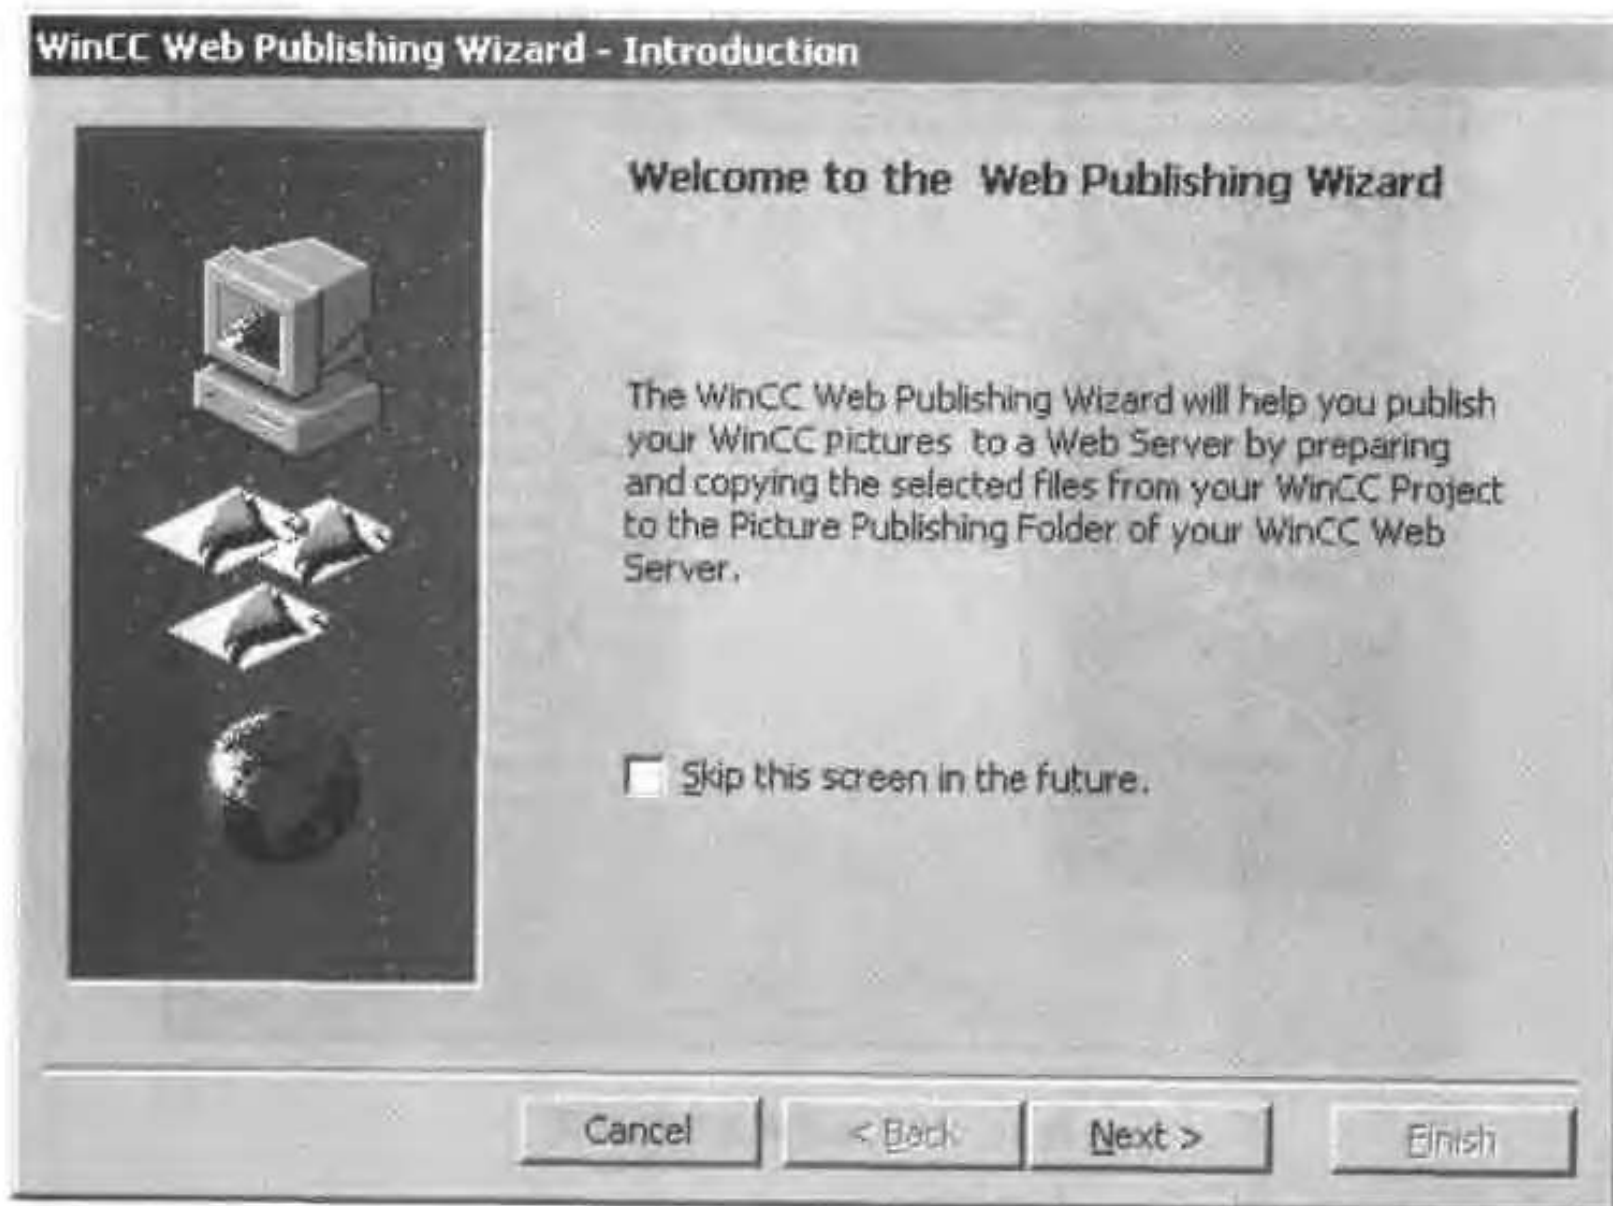 WinCC Web Publishing Wizard - Introduction
Welcome to the Web Publishing Wizard
The WinCC Web Publishing Wizard will help you publish
your WinCC pictures to a Web Server by preparing
and copying the selected files from your WinCC Project
to the Picture Publishing Folder of your WinCC Web
Server.
Skip this screen in the future.
Cancel
< Back
Next >
Finish